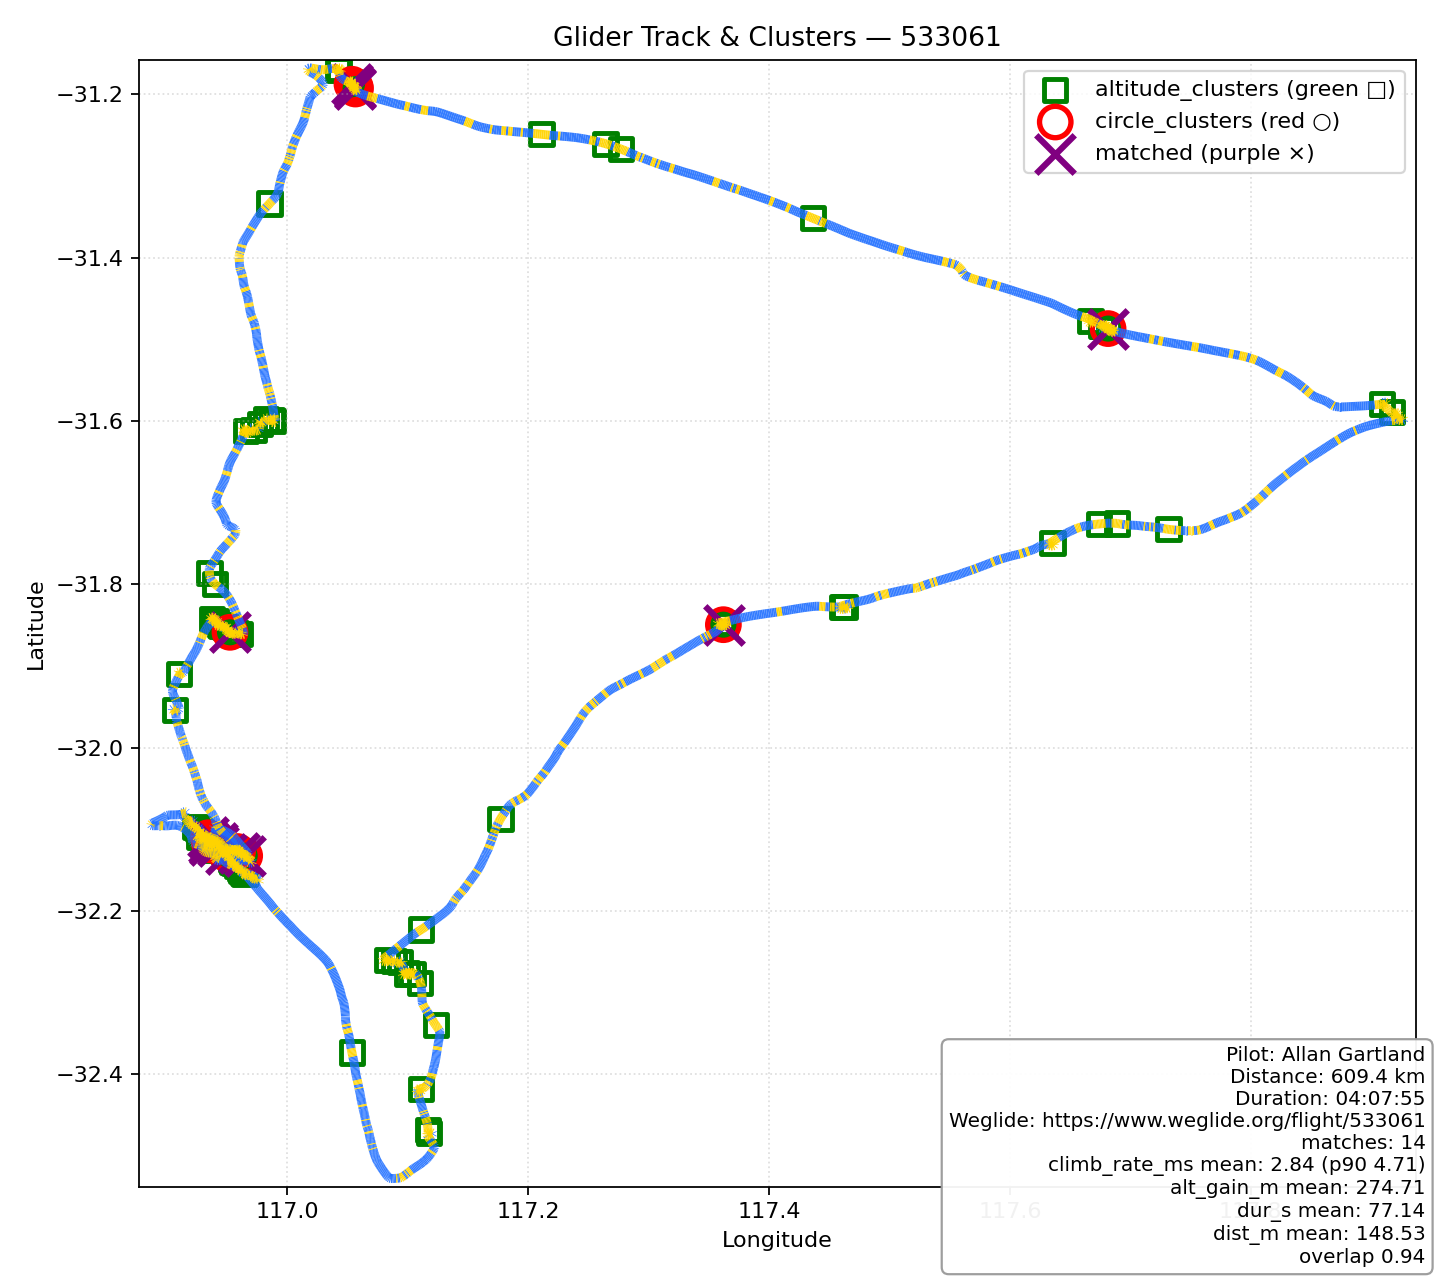 Glider Track & Clusters — 533061
altitude_clusters (green □)
circle_clusters (red ○)
matched (purple ×)
−31.2
−31.4
−31.6
−31.8
−32.0
−32.2
−32.4
Latitude
117.0
117.2
117.4
117.6
117.8
Longitude
Pilot: Allan Gartland
Distance: 609.4 km
Duration: 04:07:55
Weglide: https://www.weglide.org/flight/533061
matches: 14
climb_rate_ms mean: 2.84 (p90 4.71)
alt_gain_m mean: 274.71
dur_s mean: 77.14
dist_m mean: 148.53
overlap 0.94